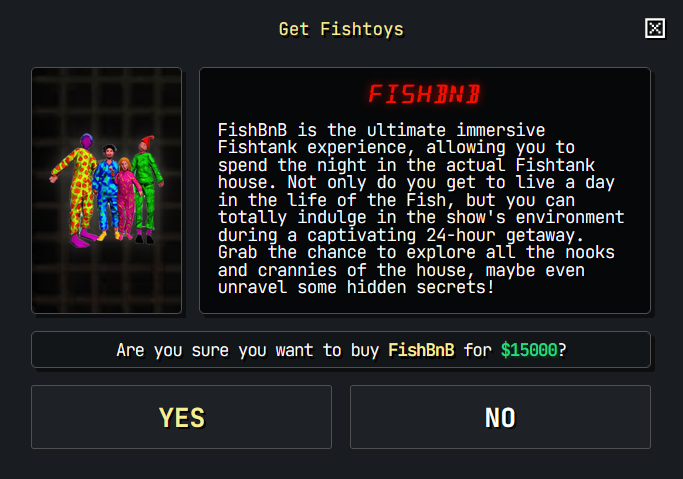 Get Fishtoys
FISHBNB
FishBnB is the ultimate immersive
Fishtank experience, allowing you to
spend the night in the actual Fishtank
house. Not only do you get to live a day
in the life of the Fish, but you can
totally indulge in the show's environment
during a captivating 24-hour getaway.
Grab the chance to explore all the nooks
and crannies of the house, maybe even
unravel some hidden secrets!
Are you sure you want to buy FishBnB for $15000?
YES
NO